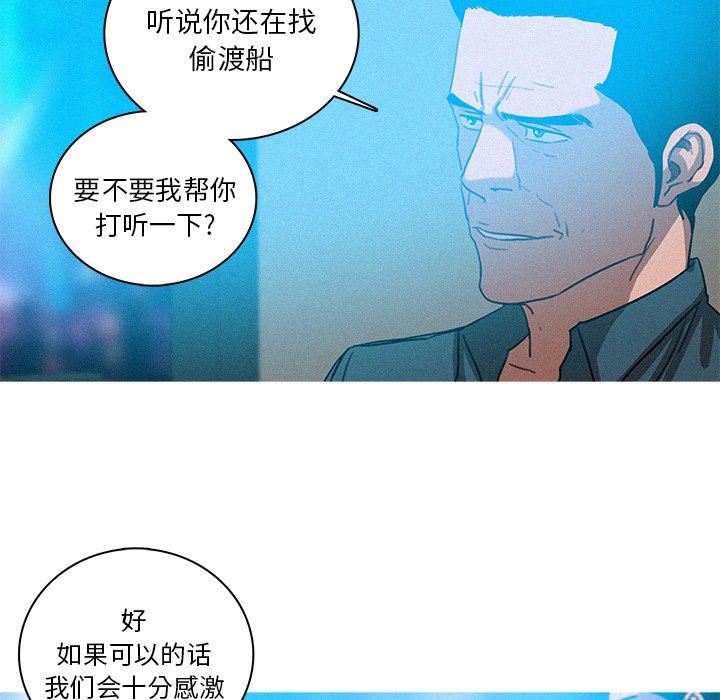 听说你还在找
偷渡船
要不要我帮你
打听一下?
好
如果可以的话
我们会十分感激